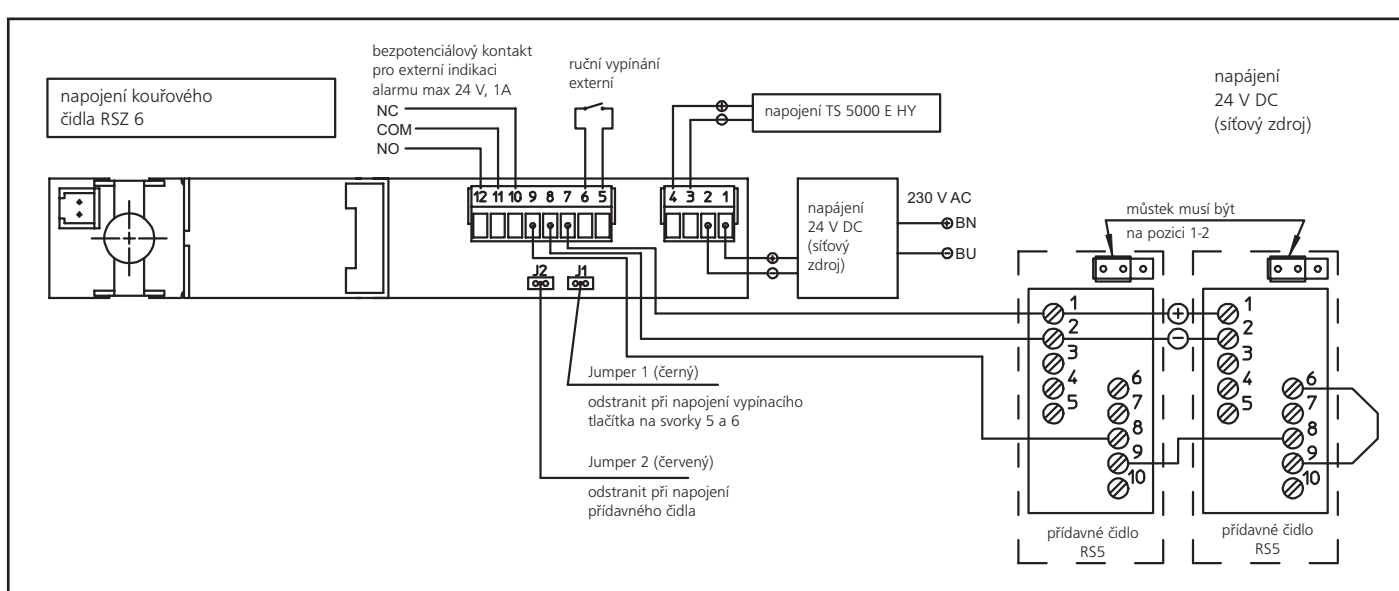 napojení kouřového
čidla RSZ 6
bezpotenciálový kontakt
pro externí indikaci
alarmu max 24 V, 1A
NC
COM
NO
ruční vypínání
externí
napojení TS 5000 E HY
napájení
24 V DC
(síťový zdroj)
12 11 10 9 8 7 6 5
4 3 2 1
J2 J1
napájení
24 V DC
(síťový
zdroj)
230 V AC
BN
BU
můstek musí být
na pozici 1-2
Jumper 1 (černý)
odstranit při napojení vypínacího
tlačítka na svorky 5 a 6
Jumper 2 (červený)
odstranit při napojení
přídavného čidla
1
2
3
4
5
6
7
8
9
10
přídavné čidlo
RS5
1
2
3
4
5
6
7
8
9
10
přídavné čidlo
RS5